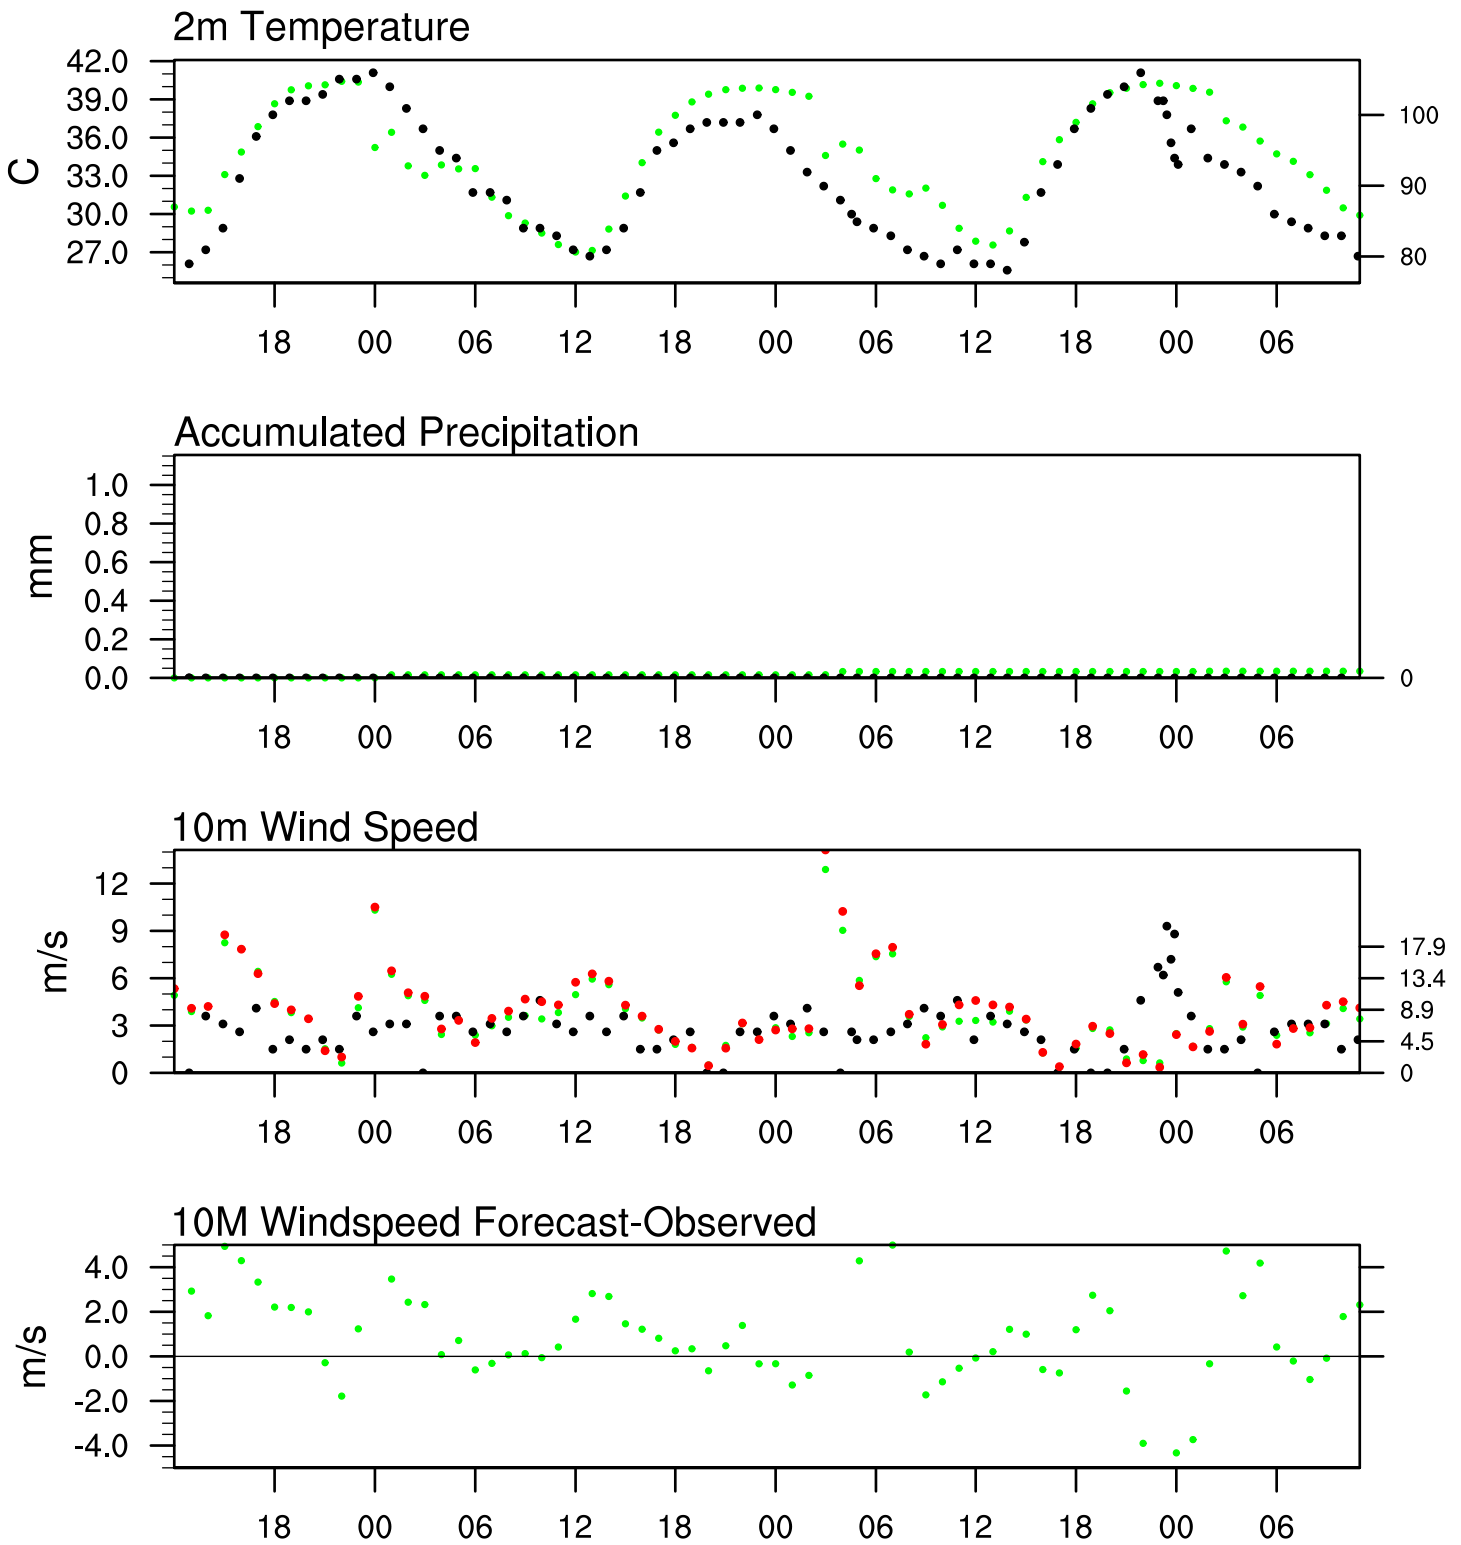 2m Temperature
42.0
39.0
36.0
33.0
30.0
27.0
C
100
90
80
18 00 06 12 18 00 06 12 18 00 06
Accumulated Precipitation
1.0
0.8
0.6
0.4
0.2
0.0
mm
0
18 00 06 12 18 00 06 12 18 00 06
10m Wind Speed
12
9
6
3
0
m/s
17.9
13.4
8.9
4.5
0
18 00 06 12 18 00 06 12 18 00 06
10M Windspeed Forecast-Observed
4.0
2.0
0.0
-2.0
-4.0
m/s
18 00 06 12 18 00 06 12 18 00 06